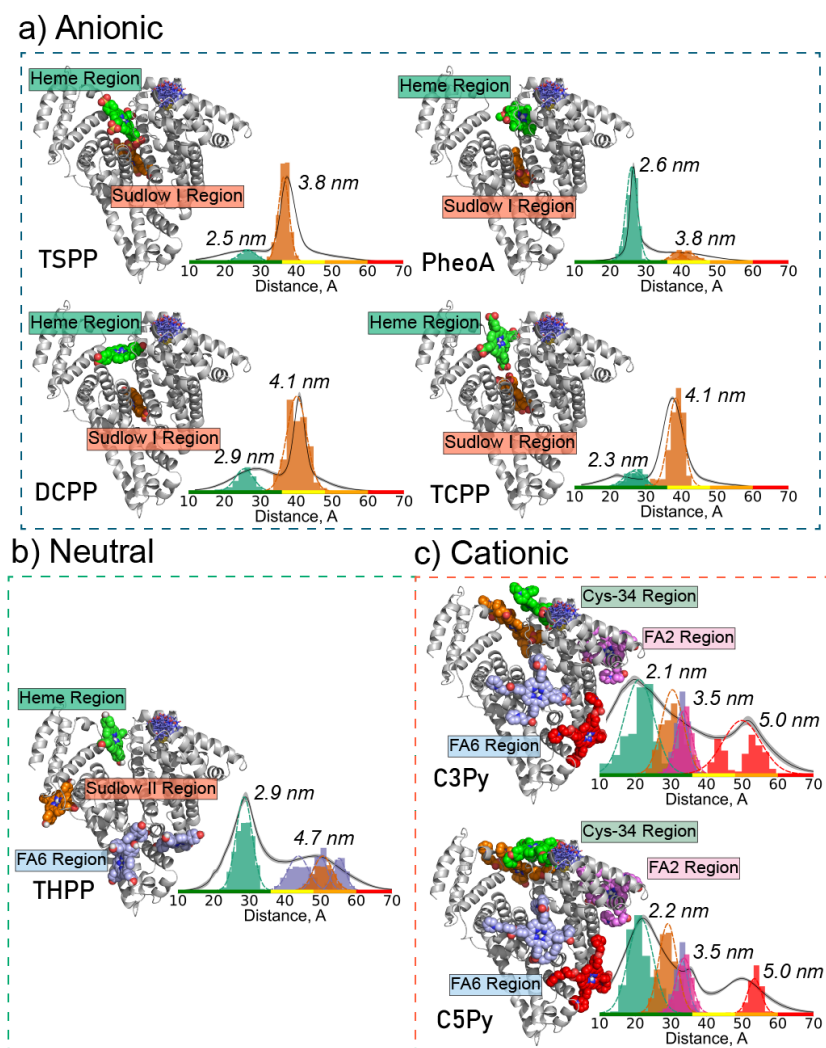 a) Anionic
Heme Region
Sudlow I Region
TSPP
2.5 nm
3.8 nm
10 20 30 40 50 60 70
Distance, A
Heme Region
Sudlow I Region
PheoA
2.6 nm
3.8 nm
10 20 30 40 50 60 70
Distance, A
Heme Region
Sudlow I Region
DCPP
2.9 nm
4.1 nm
10 20 30 40 50 60 70
Distance, A
Heme Region
Sudlow I Region
TCPP
2.3 nm
4.1 nm
10 20 30 40 50 60 70
Distance, A
b) Neutral
Heme Region
Sudlow II Region
FA6 Region
THPP
2.9 nm
4.7 nm
10 20 30 40 50 60 70
Distance, A
c) Cationic
Cys-34 Region
FA2 Region
FA6 Region
C3Py
2.1 nm
3.5 nm
5.0 nm
10 20 30 40 50 60 70
Distance, A
Cys-34 Region
FA2 Region
FA6 Region
C5Py
2.2 nm
3.5 nm
5.0 nm
10 20 30 40 50 60 70
Distance, A